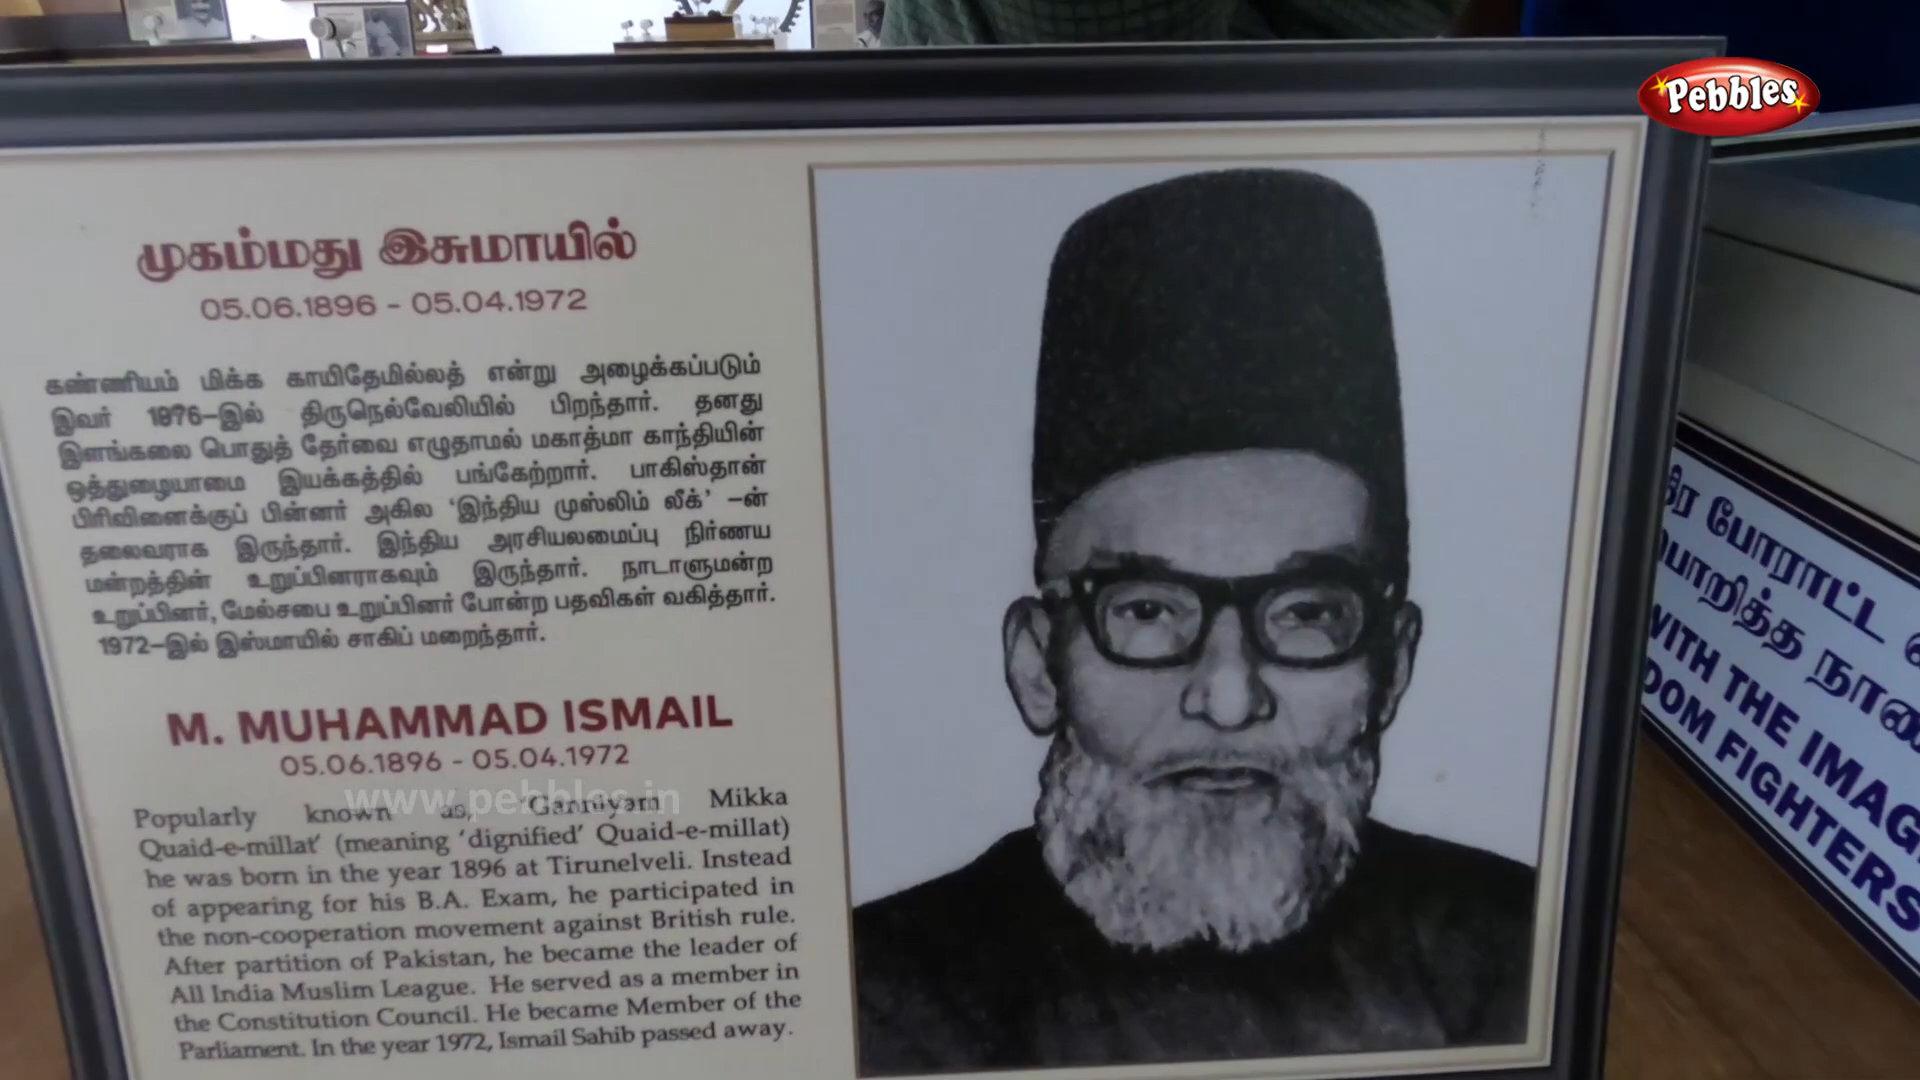 Pebbles
முகம்மது இசுமாயில்
05.06.1896 - 05.04.1972
கண்ணியம் மிக்க காயிதேமில்லத் என்று அழைக்கப்படும்
இவர் 1876-இல் திருநெல்வேலியில் பிறந்தார். தனது
இளங்கலை பொதுத் தேர்வை எழுதாமல் மகாத்மா காந்தியின்
ஒத்துழையாமை இயக்கத்தில் பங்கேற்றார். பாகிஸ்தான்
பிரிவினைக்குப் பின்னர் அகில 'இந்திய முஸ்லிம் லீக்' -ன்
தலைவராக இருந்தார். இந்திய அரசியலமைப்பு நிர்ணய
மன்றத்தின் உறுப்பினராகவும் இருந்தார். நாடாளுமன்ற
உறுப்பினர், மேல்சபை உறுப்பினர் போன்ற பதவிகள் வகித்தார்.
1972-இல் இஸ்மாயில் சாகிப் மறைந்தார்.
M. MUHAMMAD ISMAIL
05.06.1896 - 05.04.1972
www.pebbles.in
Popularly known as, 'Ganniyam Mikka
Quaid-e-millat' (meaning 'dignified' Quaid-e-millat)
he was born in the year 1896 at Tirunelveli. Instead
of appearing for his B.A. Exam, he participated in
the non-cooperation movement against British rule.
After partition of Pakistan, he became the leader of
All India Muslim League. He served as a member in
the Constitution Council. He became Member of the
Parliament. In the year 1972, Ismail Sahib passed away.
போராட்ட
பொறித்த
WITH THE
FIGHTERS